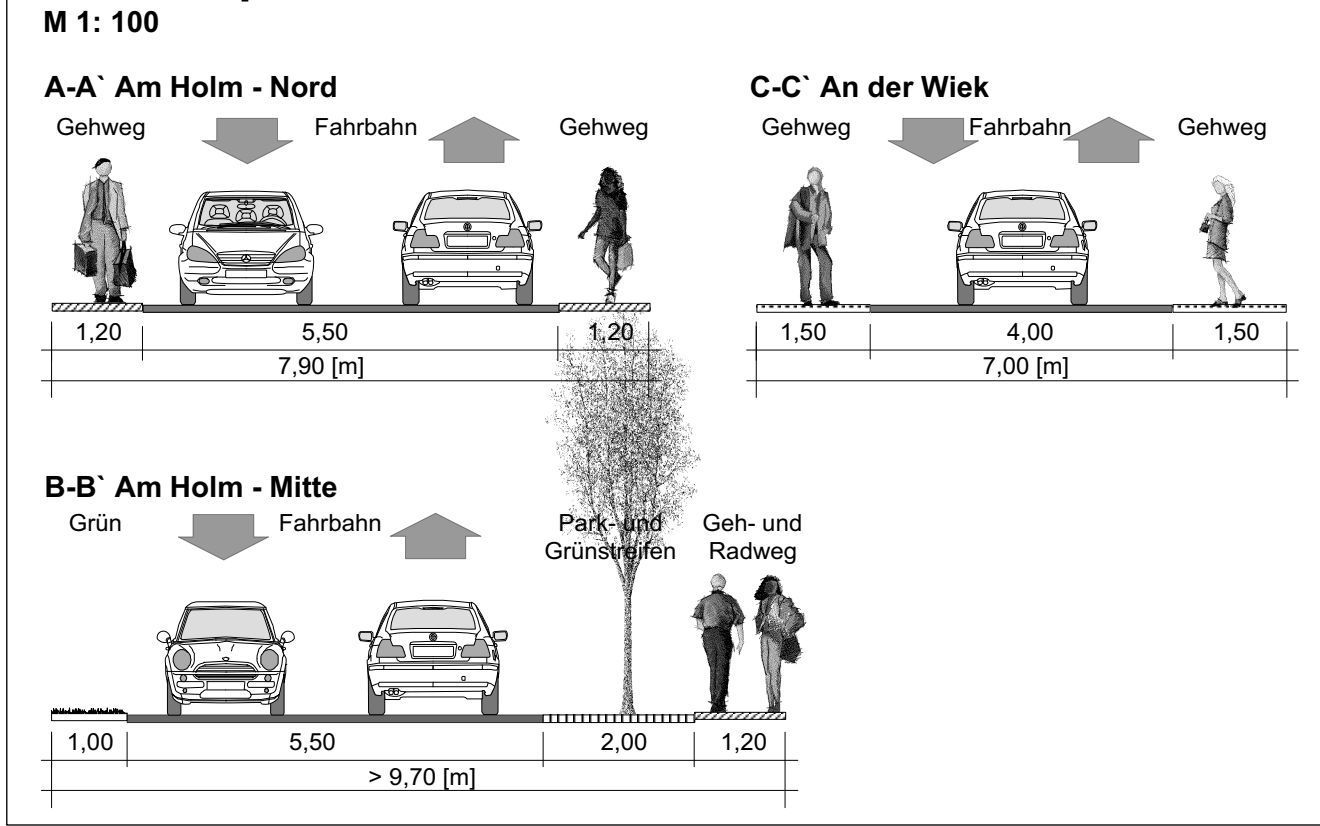 M 1: 100
A-A` Am Holm - Nord
Gehweg Fahrbahn Gehweg
1,20 5,50 1,20
7,90 [m]
C-C` An der Wiek
Gehweg Fahrbahn Gehweg
1,50 4,00 1,50
7,00 [m]
B-B` Am Holm - Mitte
Grün Fahrbahn Park- und Geh- und
Grünstreifen Radweg
1,00 5,50 2,00 1,20
> 9,70 [m]